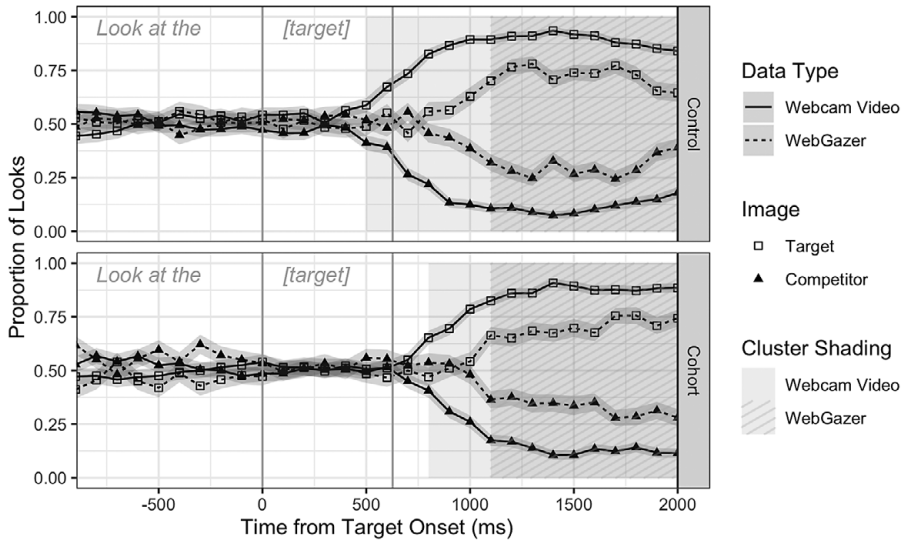 Proportion of Looks
1.00
0.75
0.50
0.25
0.00
Look at the
[target]
Control
1.00
0.75
0.50
0.25
0.00
Look at the
[target]
Cohort
-500
0
500
1000
1500
2000
Time from Target Onset (ms)
Data Type
Webcam Video
WebGazer
Image
Target
Competitor
Cluster Shading
Webcam Video
WebGazer